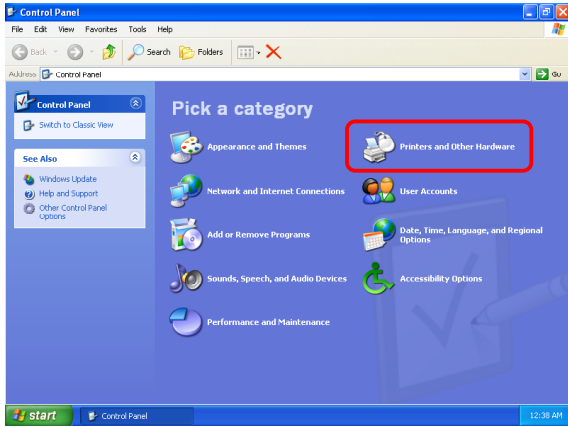 Control Panel
File Edit View Favorites Tools Help
Back Search Folders
Address Control Panel Go
Control Panel
Switch to Classic View
See Also
Windows Update
Help and Support
Other Control Panel
Options
Pick a category
Appearance and Themes
Printers and Other Hardware
Network and Internet Connections
User Accounts
Add or Remove Programs
Date, Time, Language, and Regional
Options
Sounds, Speech, and Audio Devices
Accessibility Options
Performance and Maintenance
start Control Panel 12:38 AM